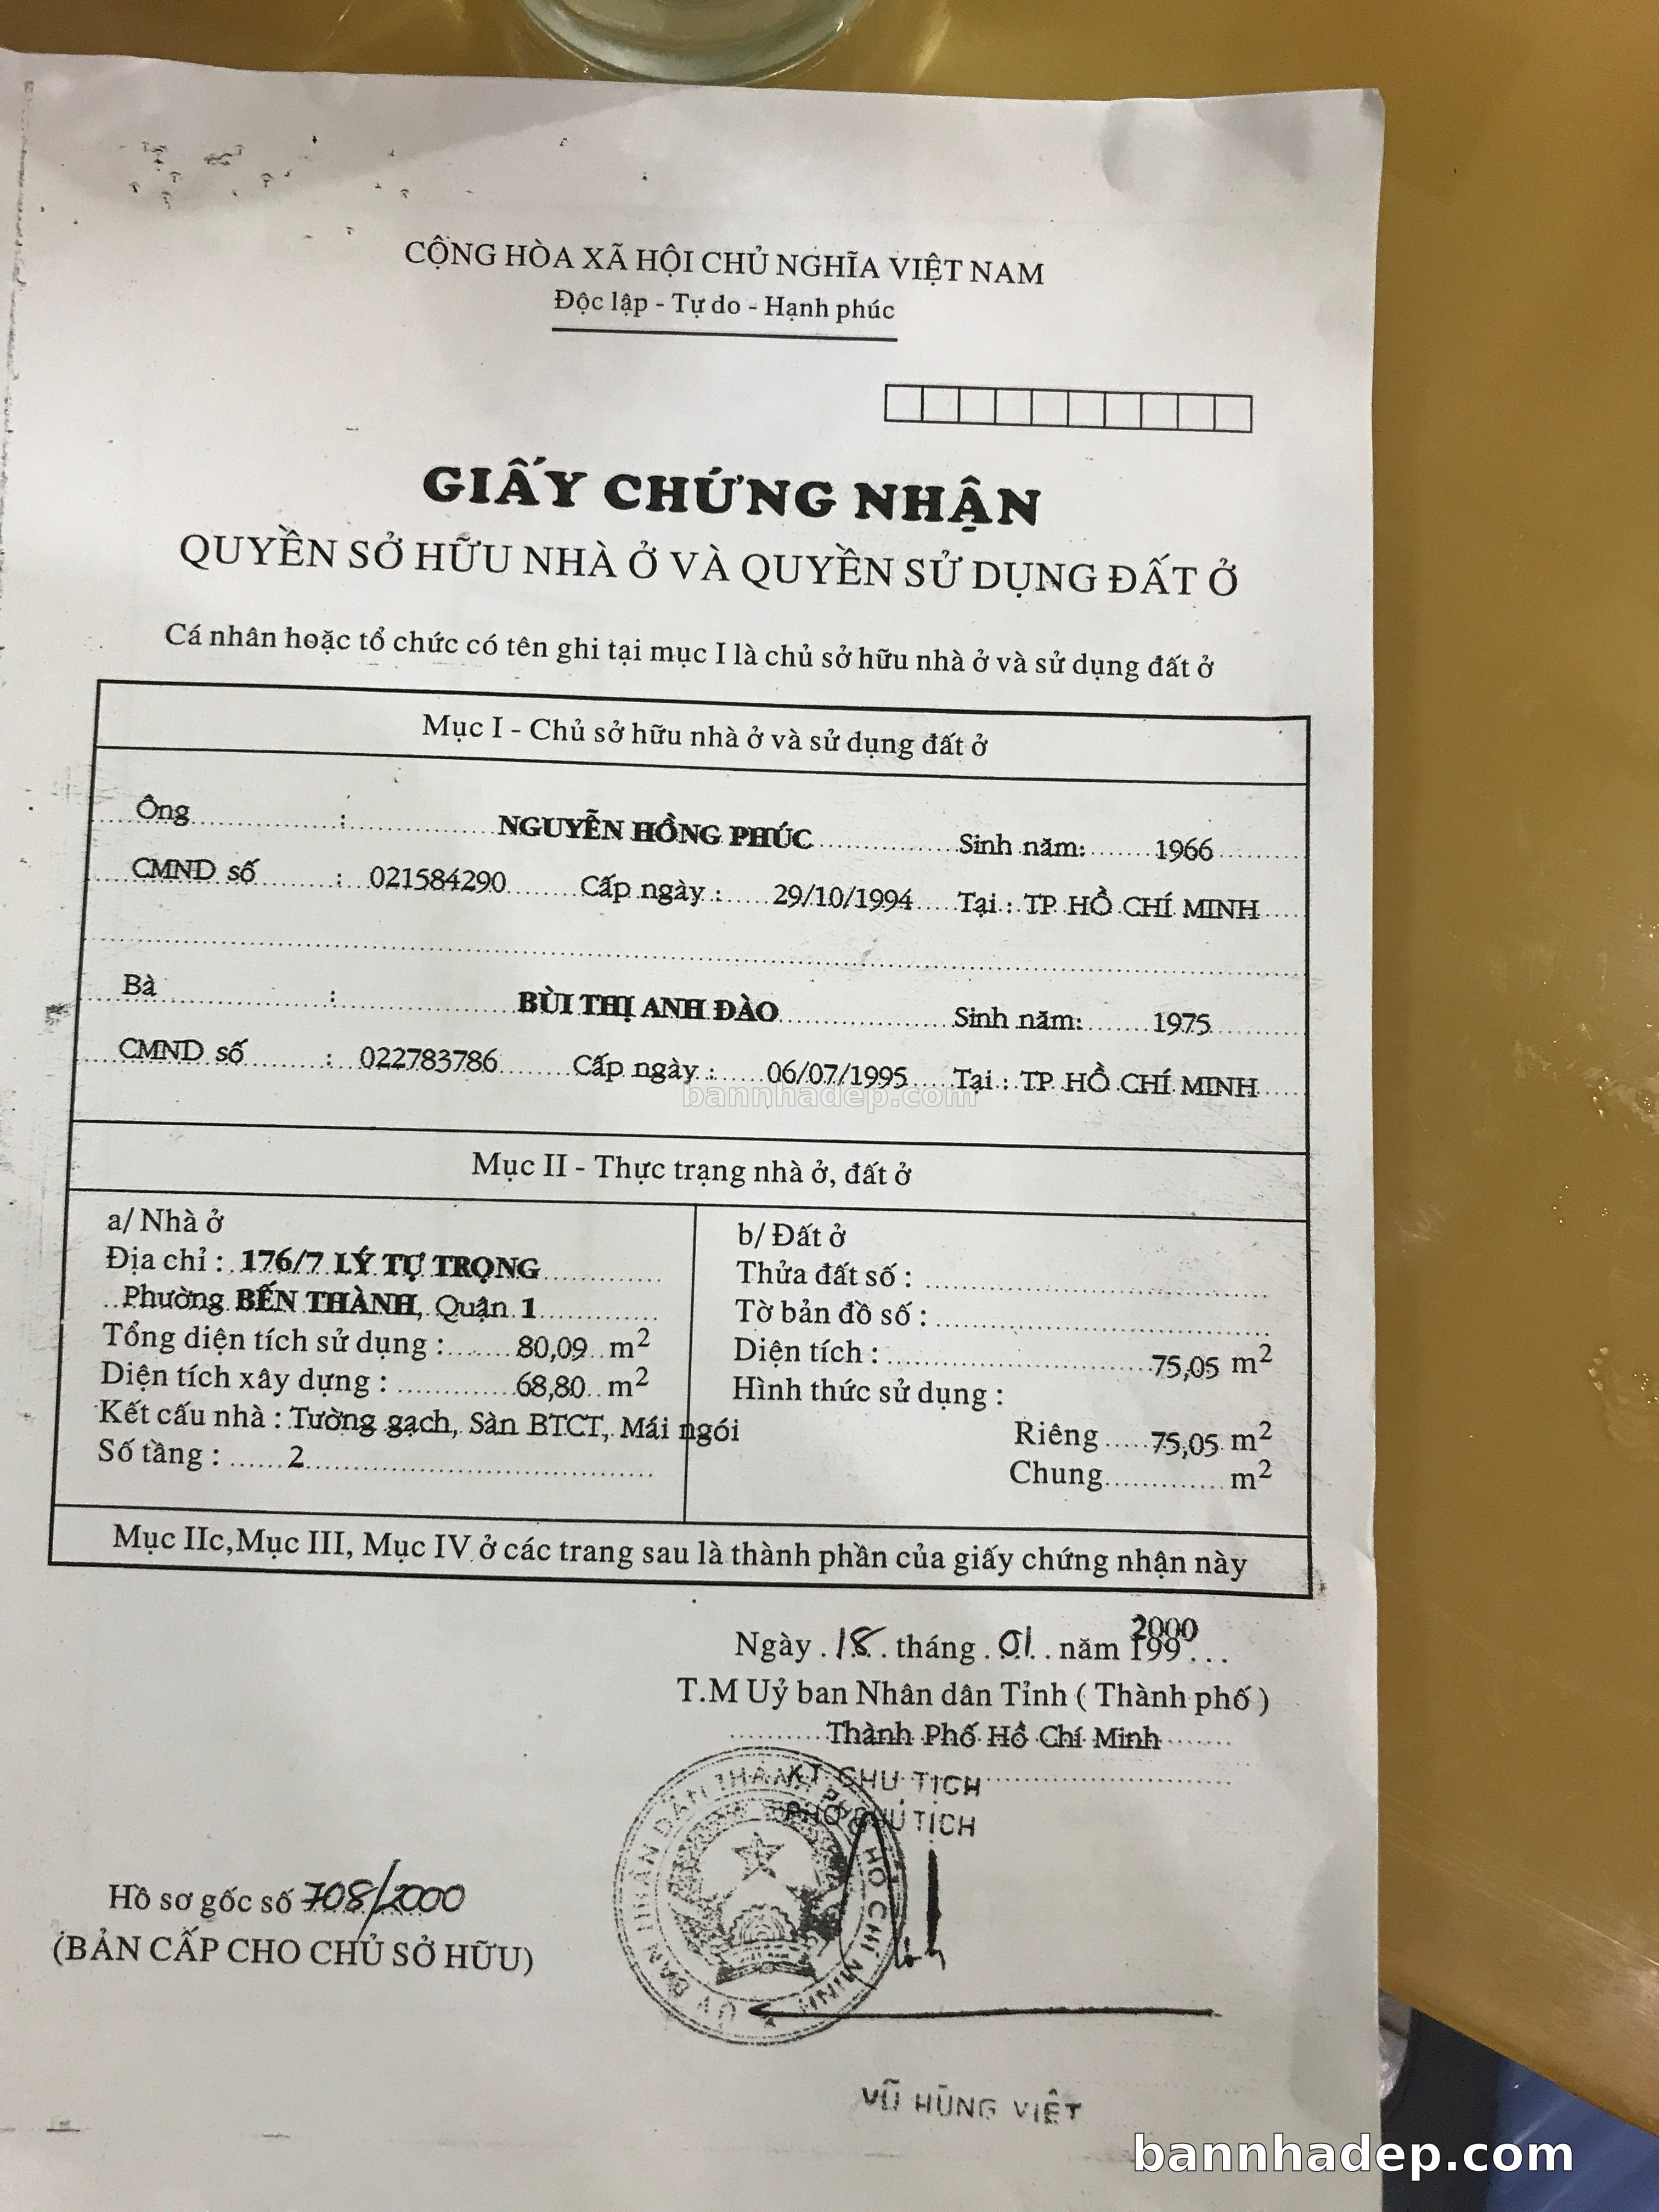 CỘNG HÒA XÃ HỘI CHỦ NGHĨA VIỆT NAM
Độc lập - Tự do - Hạnh phúc
GIẤY CHỨNG NHẬN
QUYỀN SỞ HỮU NHÀ Ở VÀ QUYỀN SỬ DỤNG ĐẤT Ở
Cá nhân hoặc tổ chức có tên ghi tại mục I là chủ sở hữu nhà ở và sử dụng đất ở
Mục I - Chủ sở hữu nhà ở và sử dụng đất ở
Ông : NGUYỄN HỒNG PHÚC Sinh năm: 1966
CMND số : 021584290 Cấp ngày : 29/10/1994 Tại : TP HỒ CHÍ MINH
Bà : BÙI THỊ ANH ĐÀO Sinh năm: 1975
CMND số : 022783786 Cấp ngày : 06/07/1995 Tại : TP HỒ CHÍ MINH
bannhadep.com
Mục II - Thực trạng nhà ở, đất ở
a/ Nhà ở
Địa chỉ : 176/7 LÝ TỰ TRỌNG
Phường BẾN THÀNH, Quận 1
Tổng diện tích sử dụng : 80,09 m2
Diện tích xây dựng : 68,80 m2
Kết cấu nhà : Tường gạch, Sàn BTCT, Mái ngói
Số tầng : 2
b/ Đất ở
Thửa đất số :
Tờ bản đồ số :
Diện tích : 75,05 m2
Hình thức sử dụng :
Riêng 75,05 m2
Chung m2
Mục IIc,Mục III, Mục IV ở các trang sau là thành phần của giấy chứng nhận này
2000
Ngày 18 tháng 01 năm 199...
T.M Uỷ ban Nhân dân Tỉnh ( Thành phố )
Thành Phố Hồ Chí Minh
KT CHỦ TỊCH
PHÓ CHỦ TỊCH
ỦY BAN NHÂN DÂN THÀNH PHỐ HỒ CHÍ MINH
Hồ sơ gốc số 708/2000
(BẢN CẤP CHO CHỦ SỞ HỮU)
VŨ HÙNG VIỆT
bannhadep.com